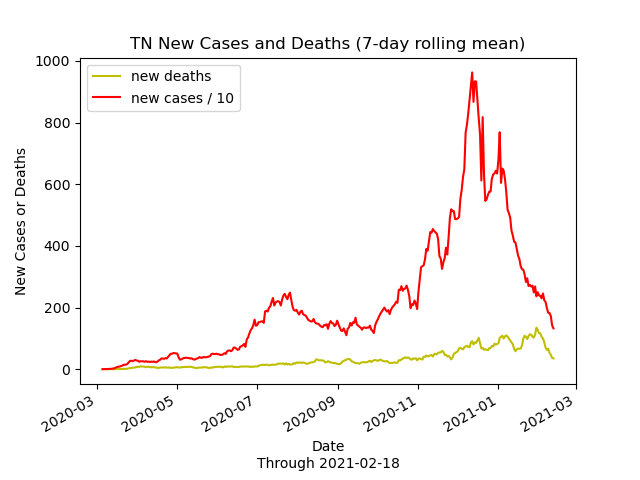 TN New Cases and Deaths (7-day rolling mean)
new deaths
new cases / 10
New Cases or Deaths
1000
800
600
400
200
0
2020-03
2020-05
2020-07
2020-09
2020-11
2021-01
2021-03
Date
Through 2021-02-18